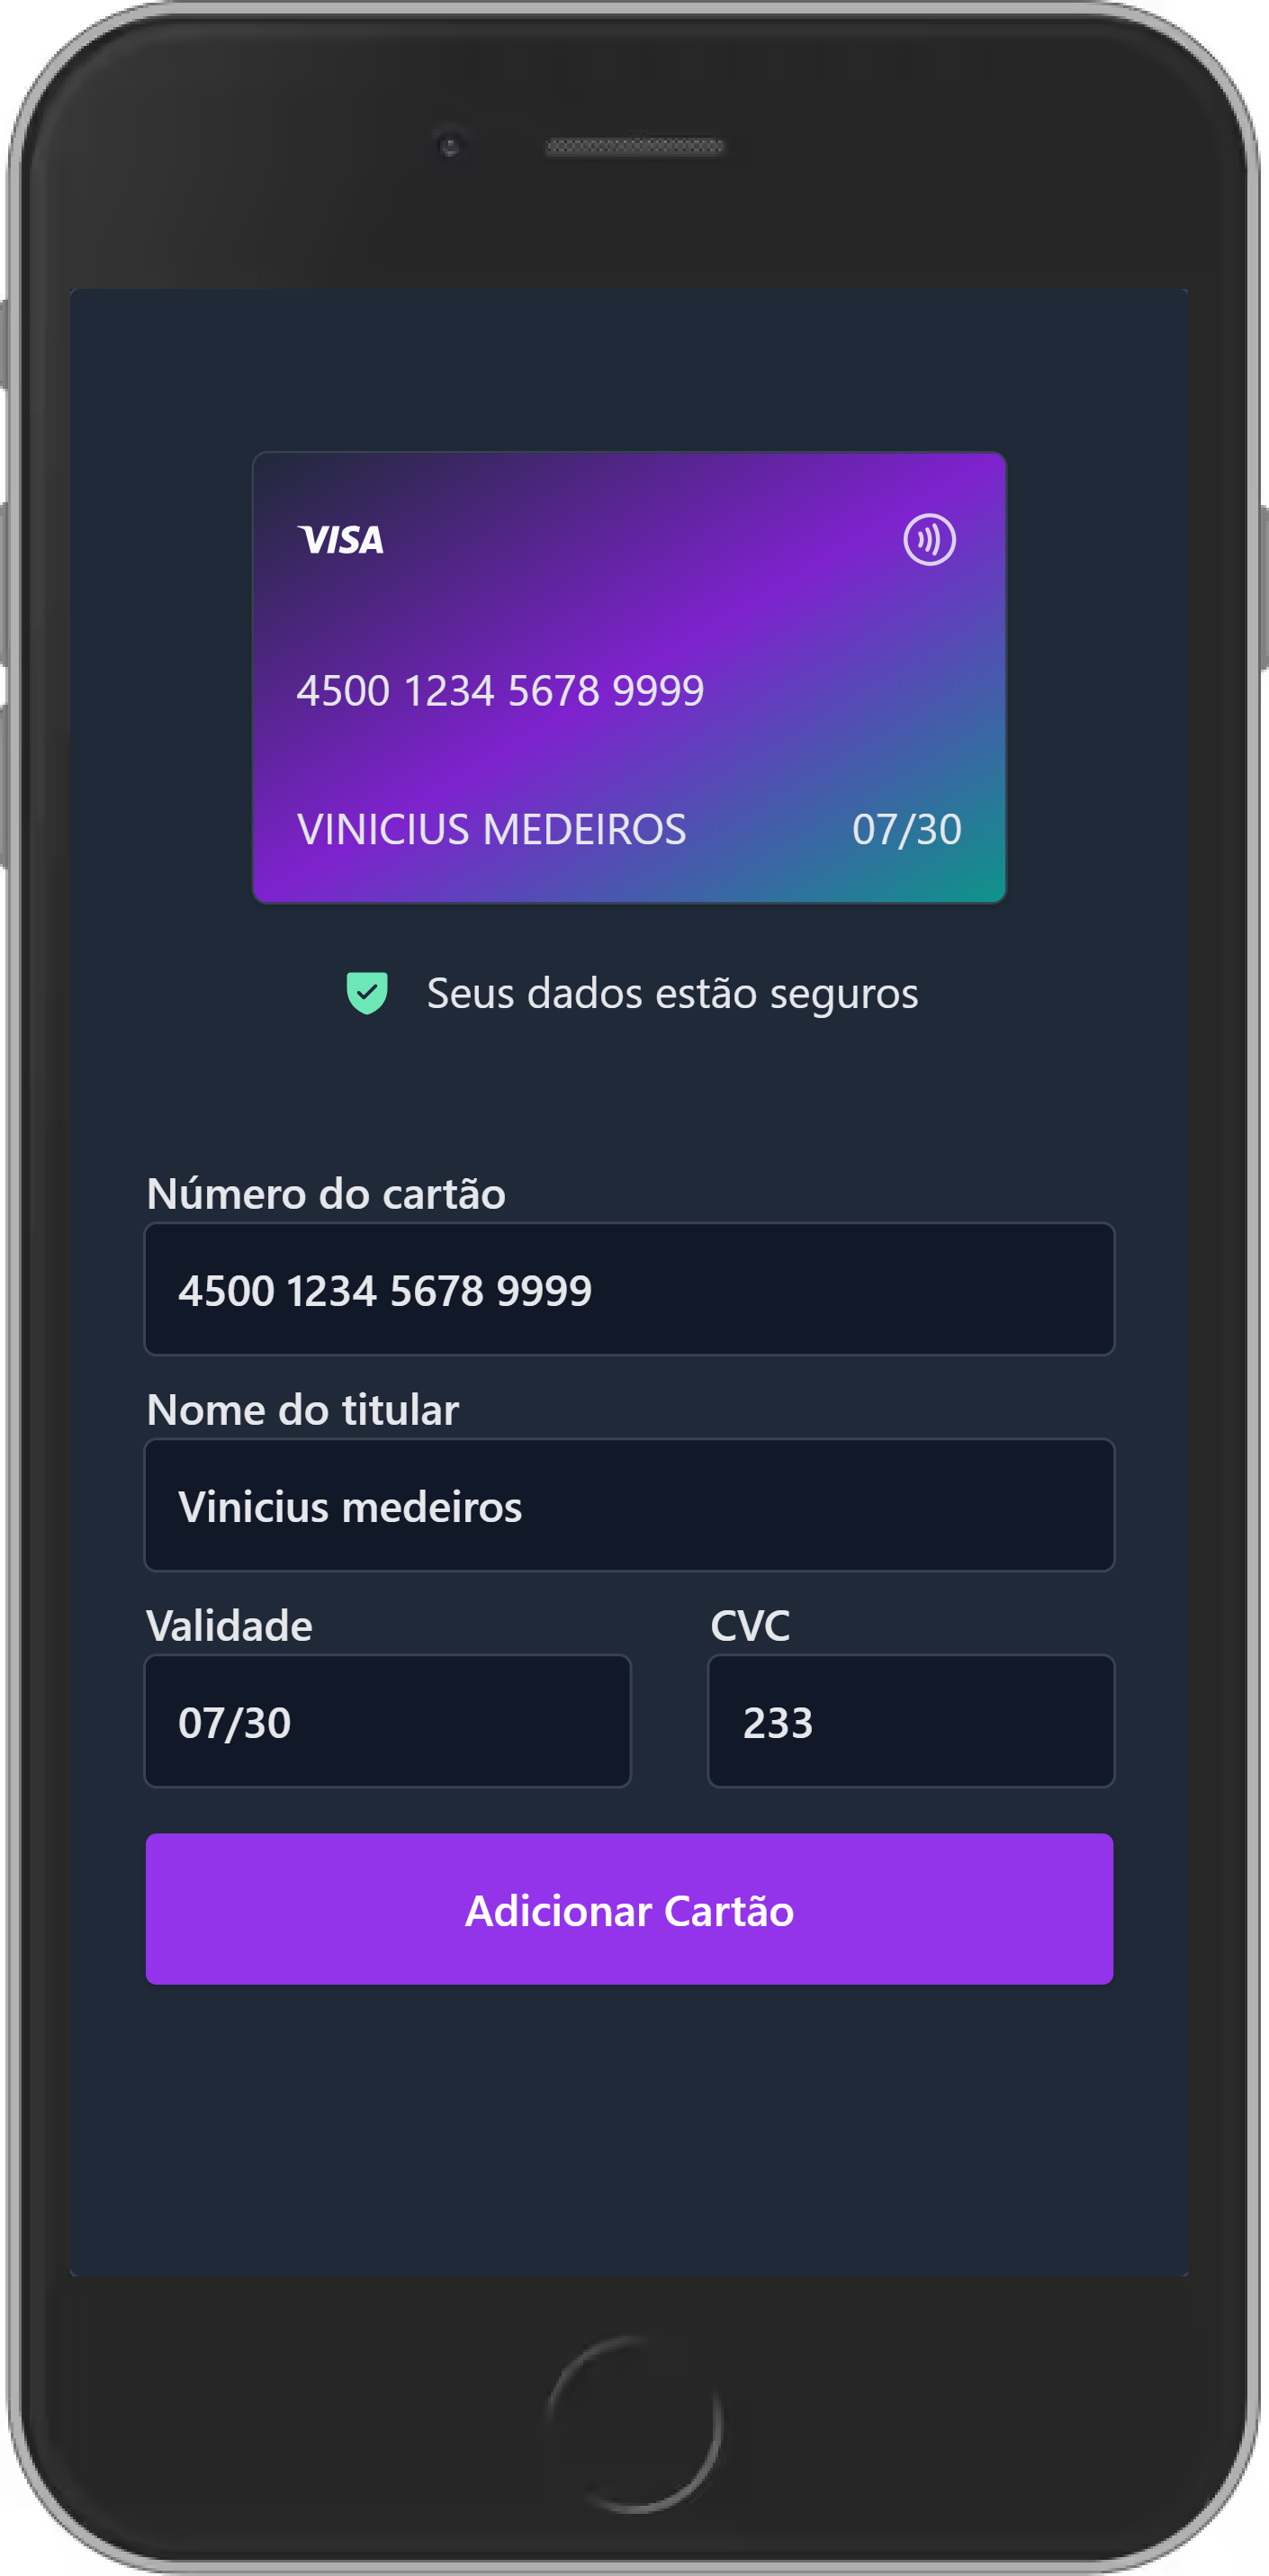 VISA
4500 1234 5678 9999
VINICIUS MEDEIROS 07/30
Seus dados estão seguros
Número do cartão
4500 1234 5678 9999
Nome do titular
Vinicius medeiros
Validade CVC
07/30 233
Adicionar Cartão